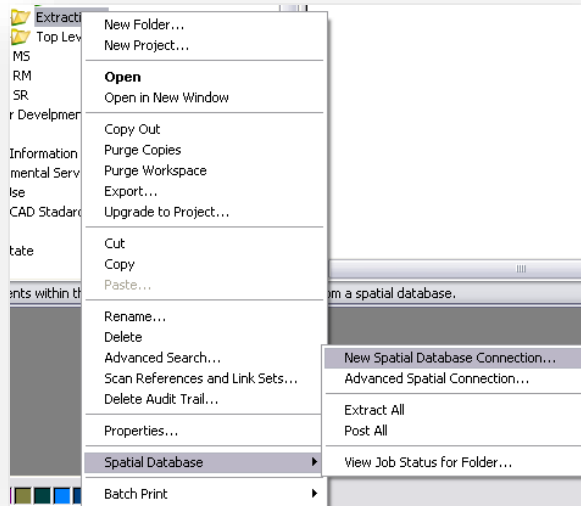 Extracti
Top Lev
MS
RM
SR
r Develpmer
Information
mental Serv
Jse
CAD Stadard
tate
ents within th
om a spatial database.
New Folder...
New Project...
Open
Open in New Window
Copy Out
Purge Copies
Purge Workspace
Export...
Upgrade to Project...
Cut
Copy
Paste...
Rename...
Delete
Advanced Search...
Scan References and Link Sets...
Delete Audit Trail...
Properties...
Spatial Database
Batch Print
New Spatial Database Connection...
Advanced Spatial Connection...
Extract All
Post All
View Job Status for Folder...